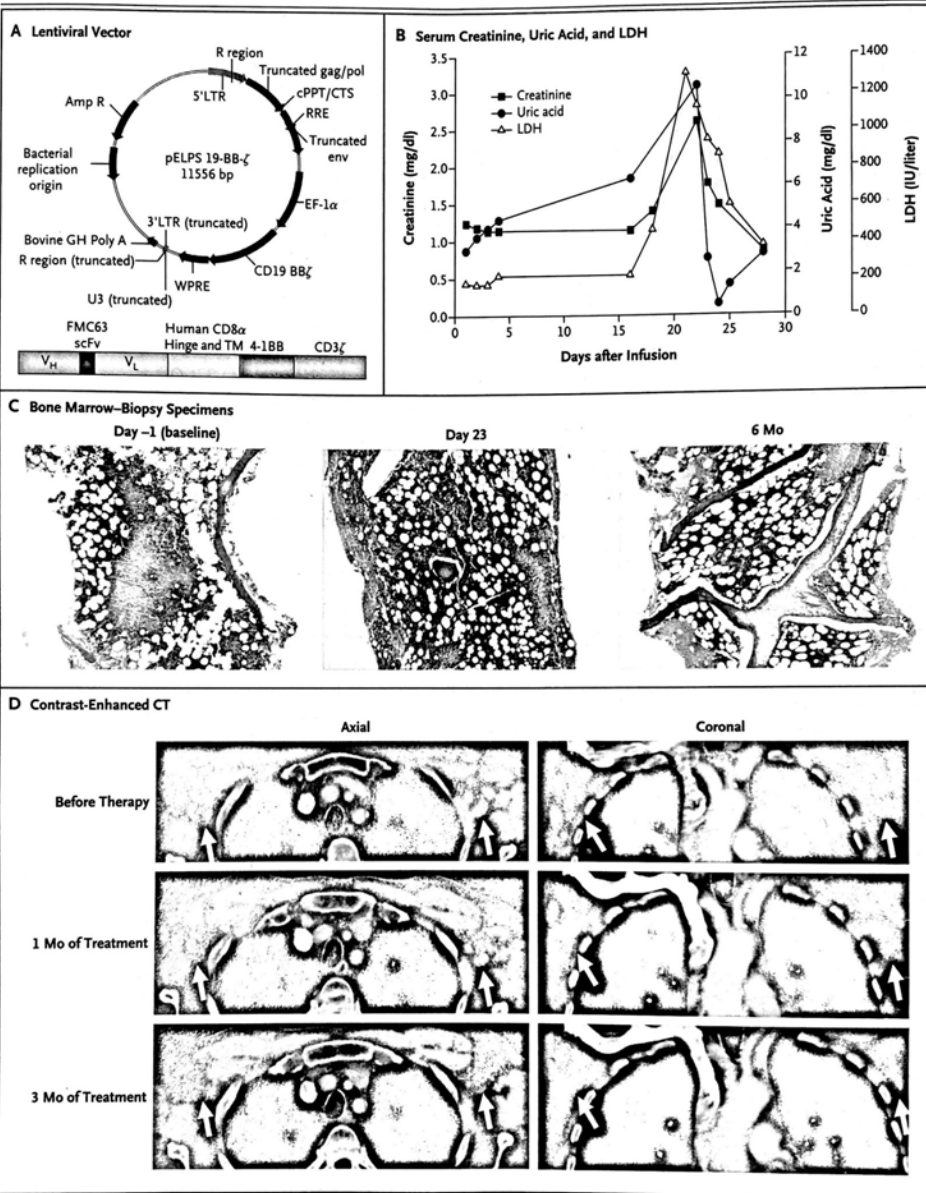 A Lentiviral Vector
R region
Truncated gag/pol
5'LTR
cPPT/CTS
RRE
Truncated
env
Amp R
pELPS 19-BB-ζ
11556 bp
Bacterial
replication
origin
EF-1α
3'LTR (truncated)
Bovine GH Poly A
R region (truncated)
CD19 BBζ
WPRE
U3 (truncated)
FMC63
scFv
Human CD8α
Hinge and TM
4-1BB
CD3ζ
VH
VL
B Serum Creatinine, Uric Acid, and LDH
3.5
3.0
2.5
2.0
1.5
1.0
0.5
0.0
Creatinine (mg/dl)
Creatinine
Uric acid
LDH
12
10
8
6
4
2
0
Uric Acid (mg/dl)
1400
1200
1000
800
600
400
200
0
LDH (IU/liter)
0 5 10 15 20 25 30
Days after Infusion
C Bone Marrow–Biopsy Specimens
Day –1 (baseline)
Day 23
6 Mo
D Contrast-Enhanced CT
Axial
Coronal
Before Therapy
1 Mo of Treatment
3 Mo of Treatment